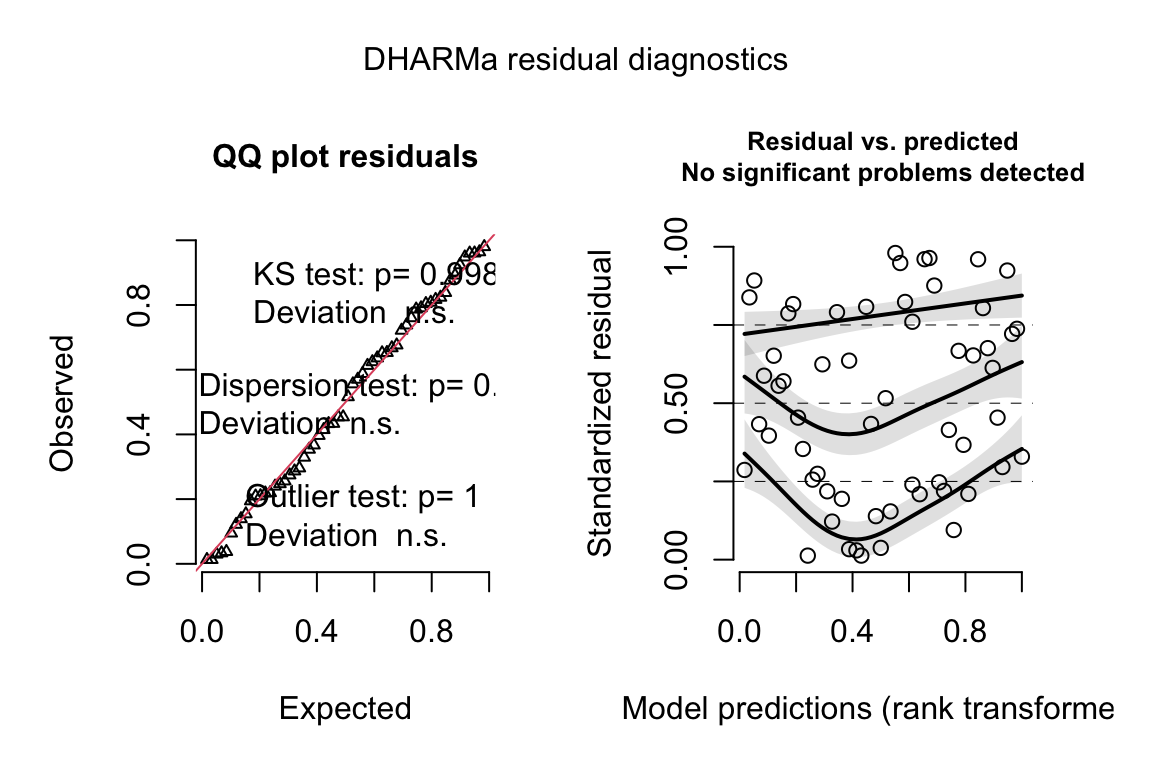 DHARMa residual diagnostics
QQ plot residuals
KS test: p= 0.998
Deviation n.s.
Dispersion test: p= 0.
Deviation n.s.
Outlier test: p= 1
Deviation n.s.
Observed
0.0
0.4
0.8
0.0
0.4
0.8
Expected
Residual vs. predicted
No significant problems detected
Standardized residual
0.00
0.50
1.00
0.0
0.4
0.8
Model predictions (rank transforme